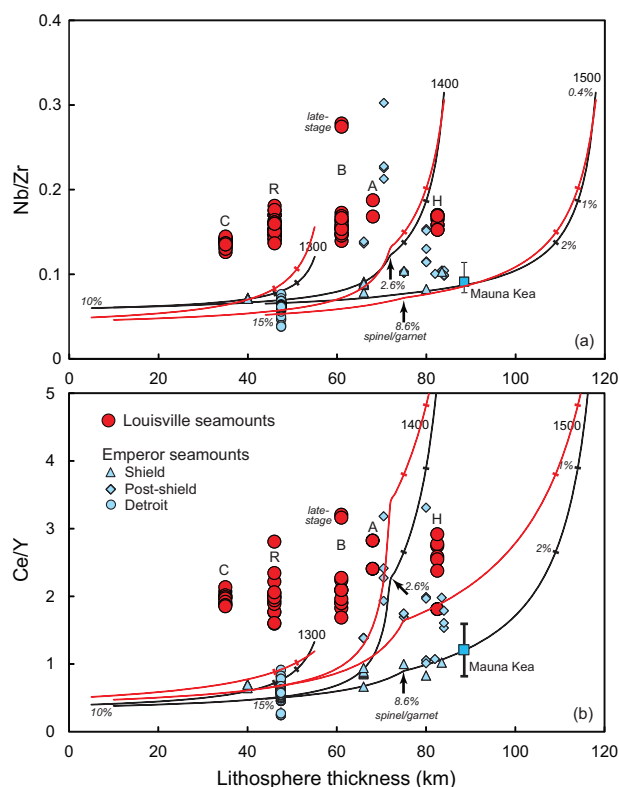 0.4
0.3
0.2
0.1
0
Nb/Zr
0 20 40 60 80 100 120
1400
1500
0.4%
late-stage
R
B
A
H
C
1300
1%
2%
10%
15%
2.6%
8.6%
spinel/garnet
Mauna Kea
(a)
5
4
3
2
1
0
Ce/Y
Louisville seamounts
Emperor seamounts
Shield
Post-shield
Detroit
1400
1500
1%
late-stage
A
H
R
B
C
2%
2.6%
1300
10%
15%
8.6%
spinel/garnet
Mauna Kea
(b)
0 20 40 60 80 100 120
Lithosphere thickness (km)